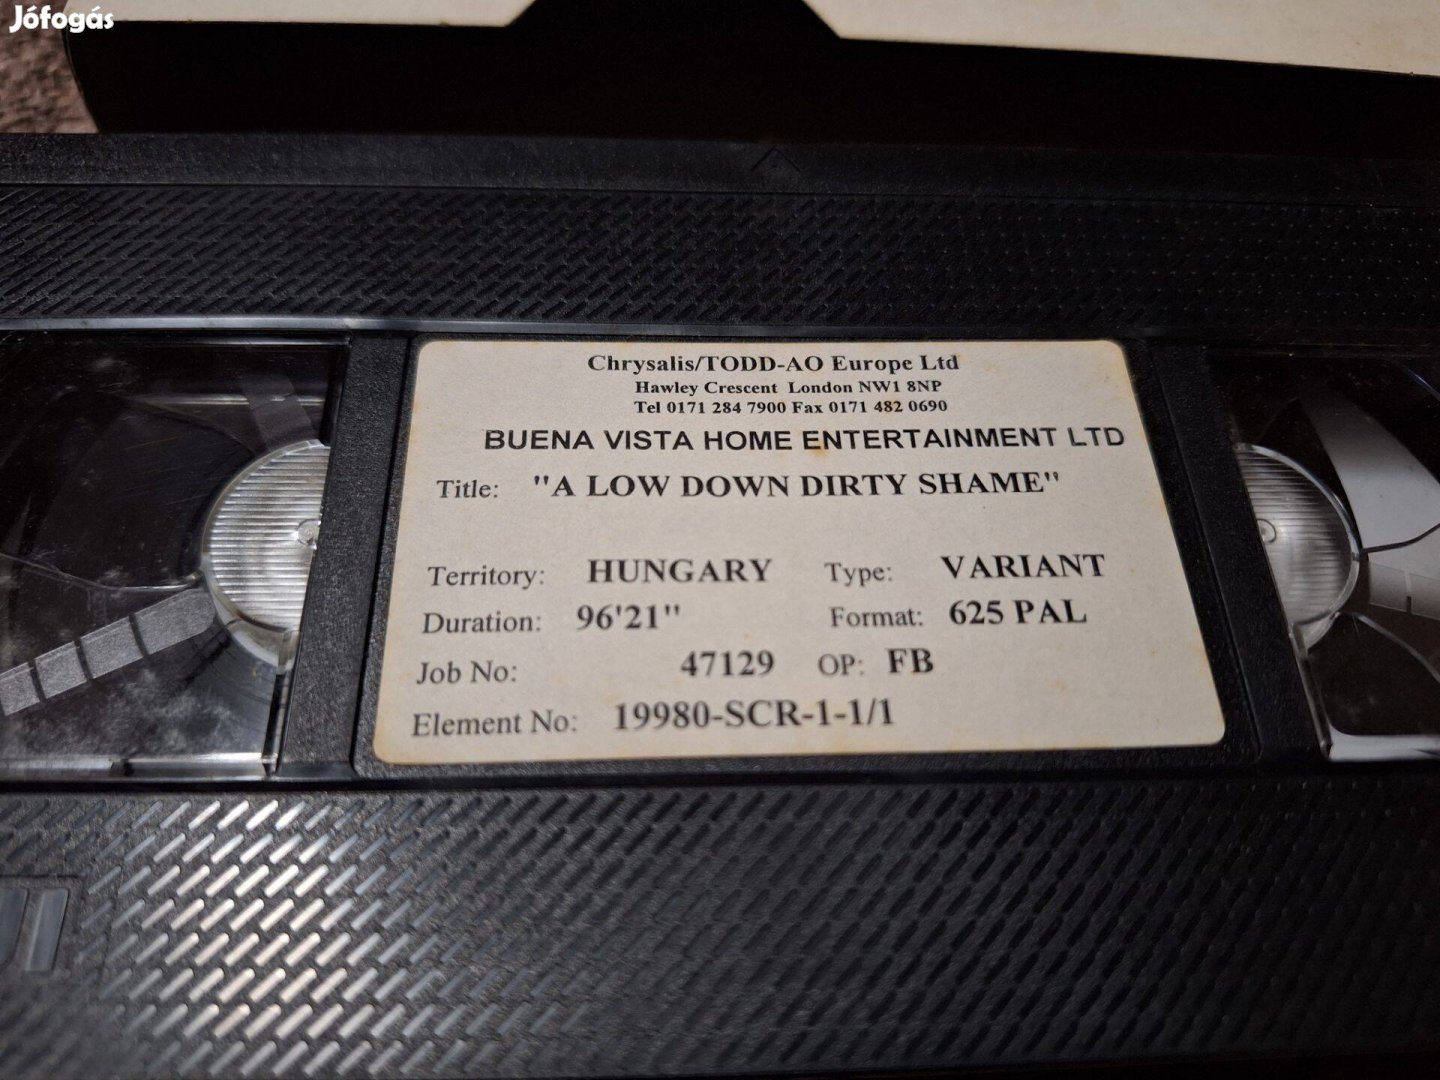 Jófogás
Chrysalis/TODD-AO Europe Ltd
Hawley Crescent London NW1 8NP
Tel 0171 284 7900 Fax 0171 482 0690
BUENA VISTA HOME ENTERTAINMENT LTD
Title: "A LOW DOWN DIRTY SHAME"
Territory: HUNGARY Type: VARIANT
Duration: 96'21" Format: 625 PAL
Job No: 47129 OP: FB
Element No: 19980-SCR-1-1/1